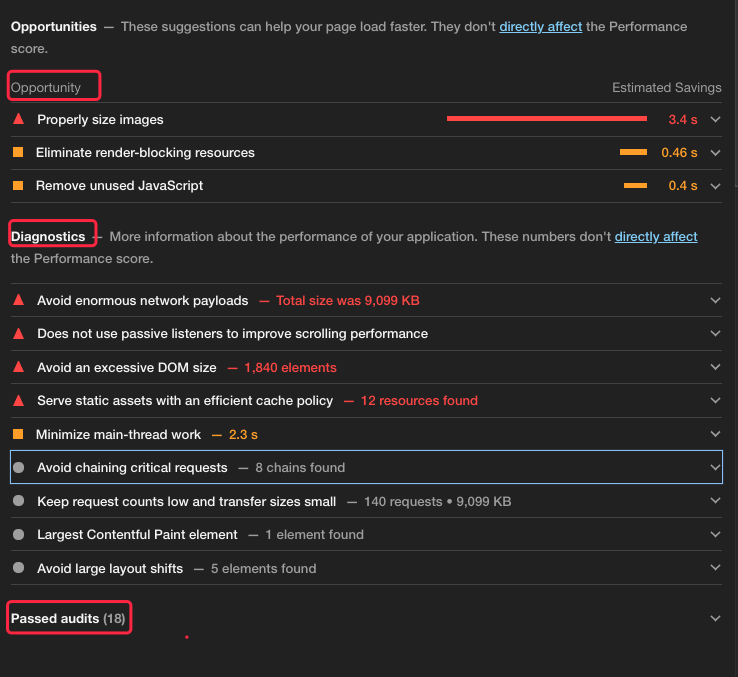 Opportunities — These suggestions can help your page load faster. They don't directly affect the Performance
score.
Opportunity Estimated Savings
Properly size images 3.4 s
Eliminate render-blocking resources 0.46 s
Remove unused JavaScript 0.4 s
Diagnostics — More information about the performance of your application. These numbers don't directly affect
the Performance score.
Avoid enormous network payloads — Total size was 9,099 KB
Does not use passive listeners to improve scrolling performance
Avoid an excessive DOM size — 1,840 elements
Serve static assets with an efficient cache policy — 12 resources found
Minimize main-thread work — 2.3 s
Avoid chaining critical requests — 8 chains found
Keep request counts low and transfer sizes small — 140 requests • 9,099 KB
Largest Contentful Paint element — 1 element found
Avoid large layout shifts — 5 elements found
Passed audits (18)